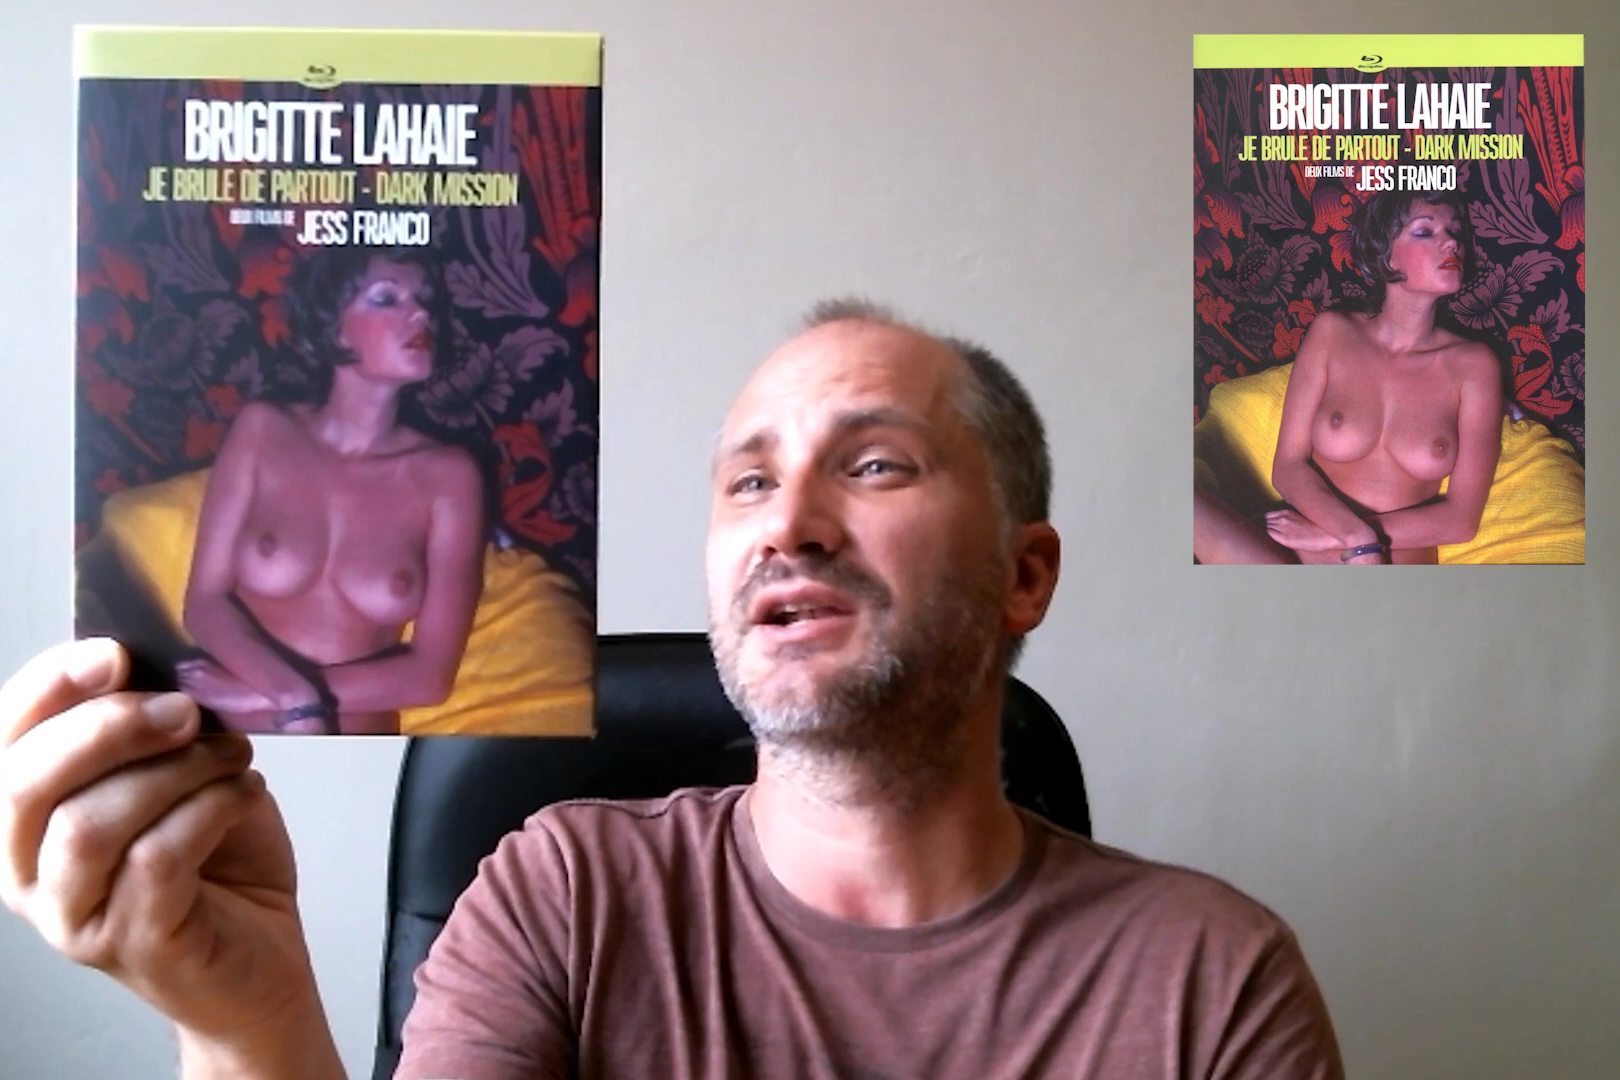 BRIGITTE LAHAIE
JE BRULE DE PARTOUT - DARK MISSION
DEUX FILMS DE JESS FRANCO
BRIGITTE LAHAIE
JE BRULE DE PARTOUT - DARK MISSION
DEUX FILMS DE JESS FRANCO